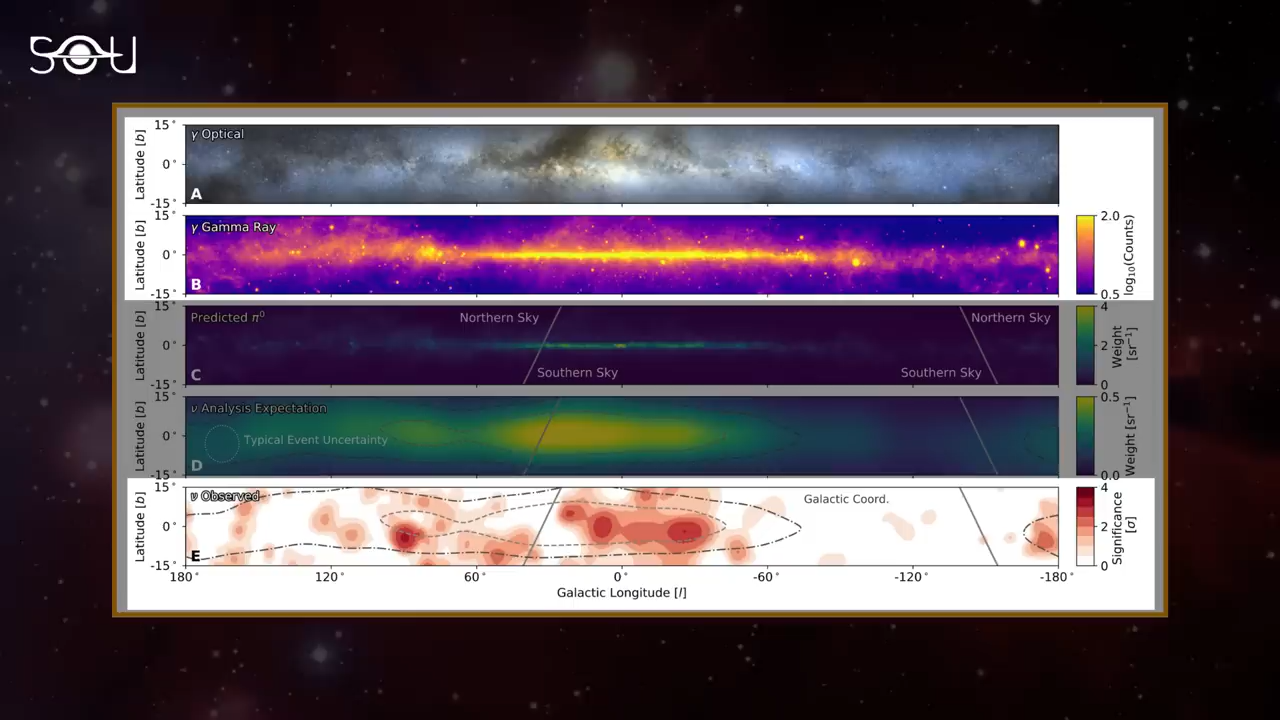 SOU
15°
γ Optical
Latitude [b]
0°
A
-15°
15°
γ Gamma Ray
Latitude [b]
0°
B
-15°
2.0
0.5
log₁₀(Counts)
15°
Predicted π⁰
Northern Sky
Northern Sky
Latitude [b]
0°
C
Southern Sky
Southern Sky
-15°
4
2
0
Weight
[sr⁻¹]
15°
ν Analysis Expectation
Latitude [b]
0°
Typical Event Uncertainty
D
-15°
0.5
0.0
Weight [sr⁻¹]
15°
ν Observed
Galactic Coord.
Latitude [b]
0°
E
-15°
4
2
0
Significance
[σ]
180° 120° 60° 0° -60° -120° -180°
Galactic Longitude [l]